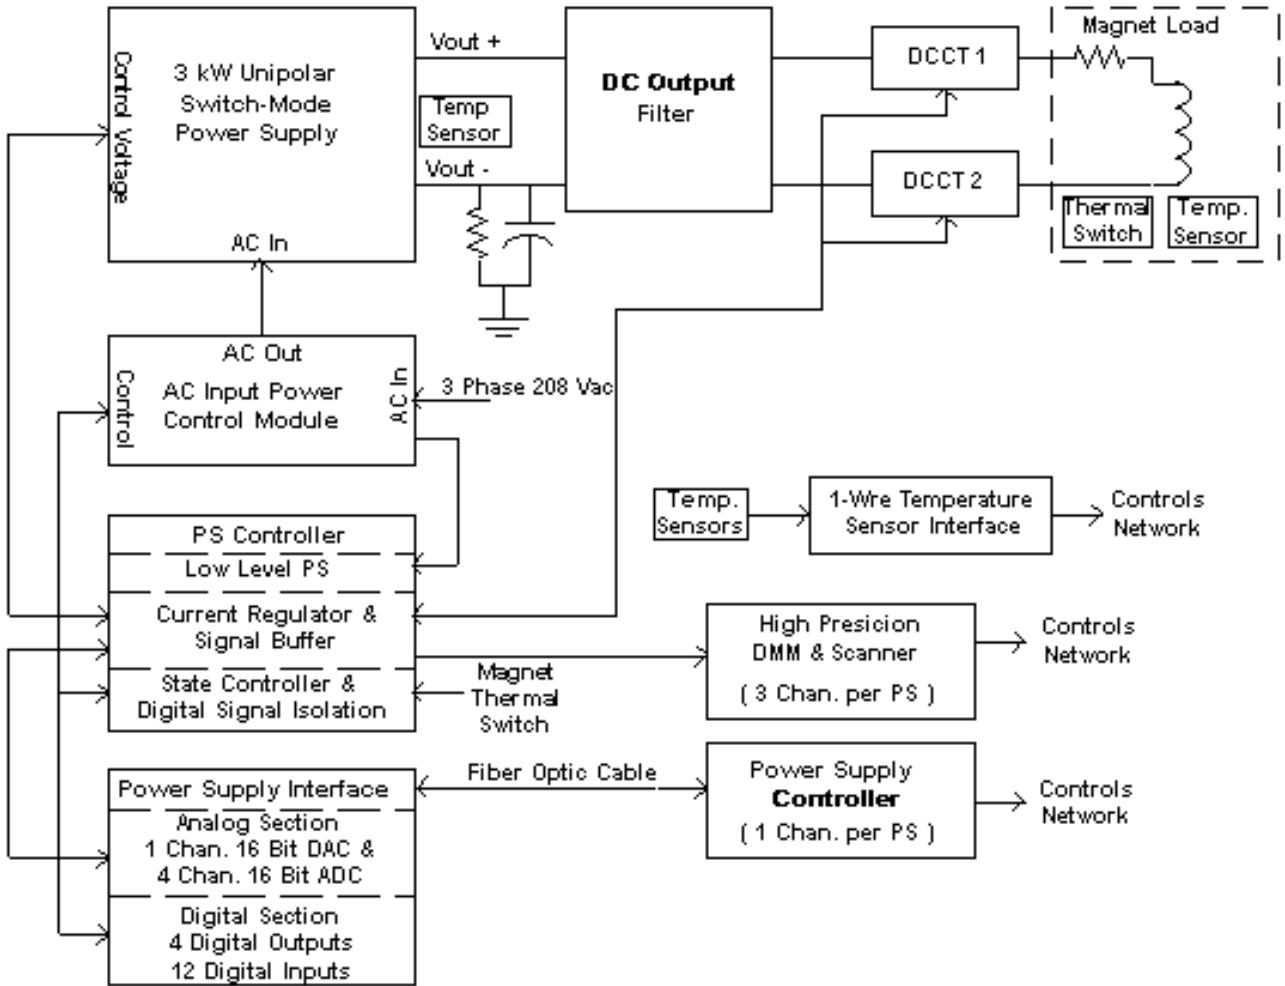 Control Voltage
3 kW Unipolar
Switch-Mode
Power Supply
AC In
Vout +
Temp
Sensor
Vout -
DC Output
Filter
DCCT 1
DCCT 2
Magnet Load
Thermal
Switch
Temp.
Sensor
AC Out
Control
AC Input Power
Control Module
AC In
3 Phase 208 Vac
PS Controller
Low Level PS
Current Regulator &
Signal Buffer
State Controller &
Digital Signal Isolation
Magnet
Thermal
Switch
Temp.
Sensors
1-Wre Temperature
Sensor Interface
Controls
Network
High Presicion
DMM & Scanner
( 3 Chan. per PS )
Controls
Network
Power Supply Interface
Analog Section
1 Chan. 16 Bit DAC &
4 Chan. 16 Bit ADC
Digital Section
4 Digital Outputs
12 Digital Inputs
Fiber Optic Cable
Power Supply
Controller
( 1 Chan. per PS )
Controls
Network